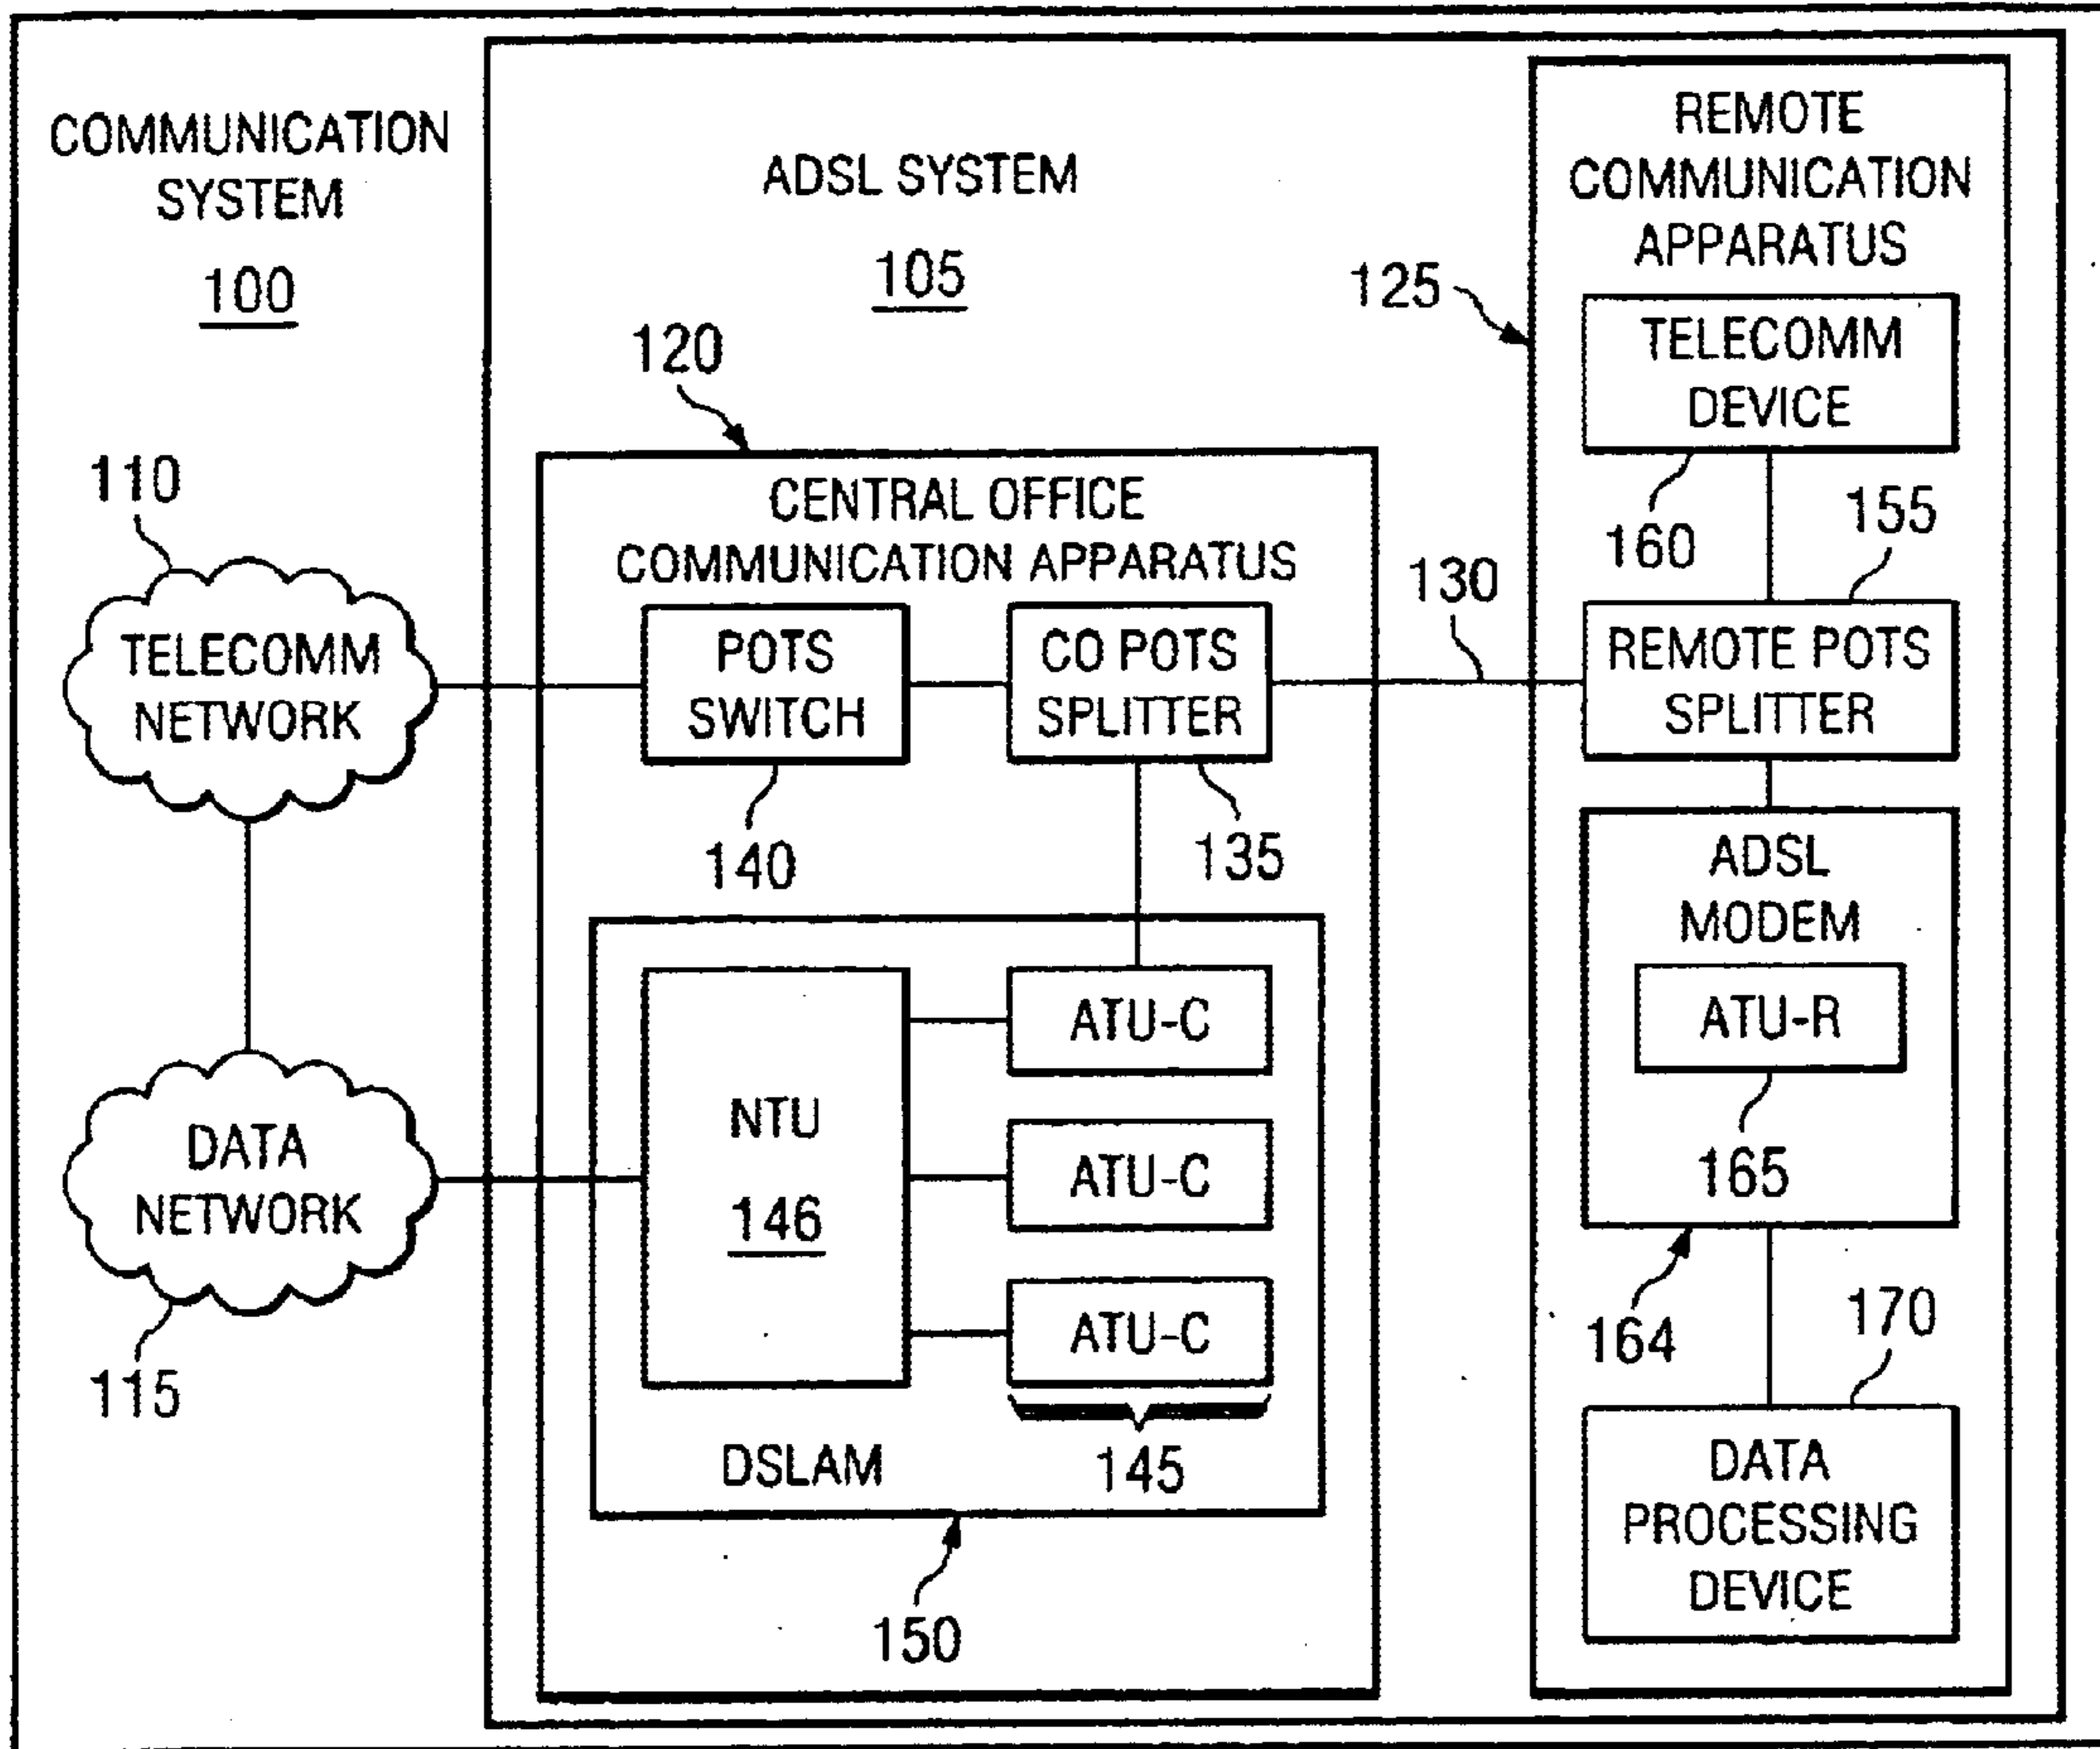 COMMUNICATION
SYSTEM
100
ADSL SYSTEM
105
REMOTE
COMMUNICATION
APPARATUS
125
TELECOMM
DEVICE
160
155
120
CENTRAL OFFICE
COMMUNICATION APPARATUS
110
TELECOMM
NETWORK
POTS
SWITCH
140
CO POTS
SPLITTER
135
130
REMOTE POTS
SPLITTER
ADSL
MODEM
ATU-R
165
164
DATA
NETWORK
115
NTU
146
ATU-C
ATU-C
ATU-C
145
DSLAM
150
170
DATA
PROCESSING
DEVICE